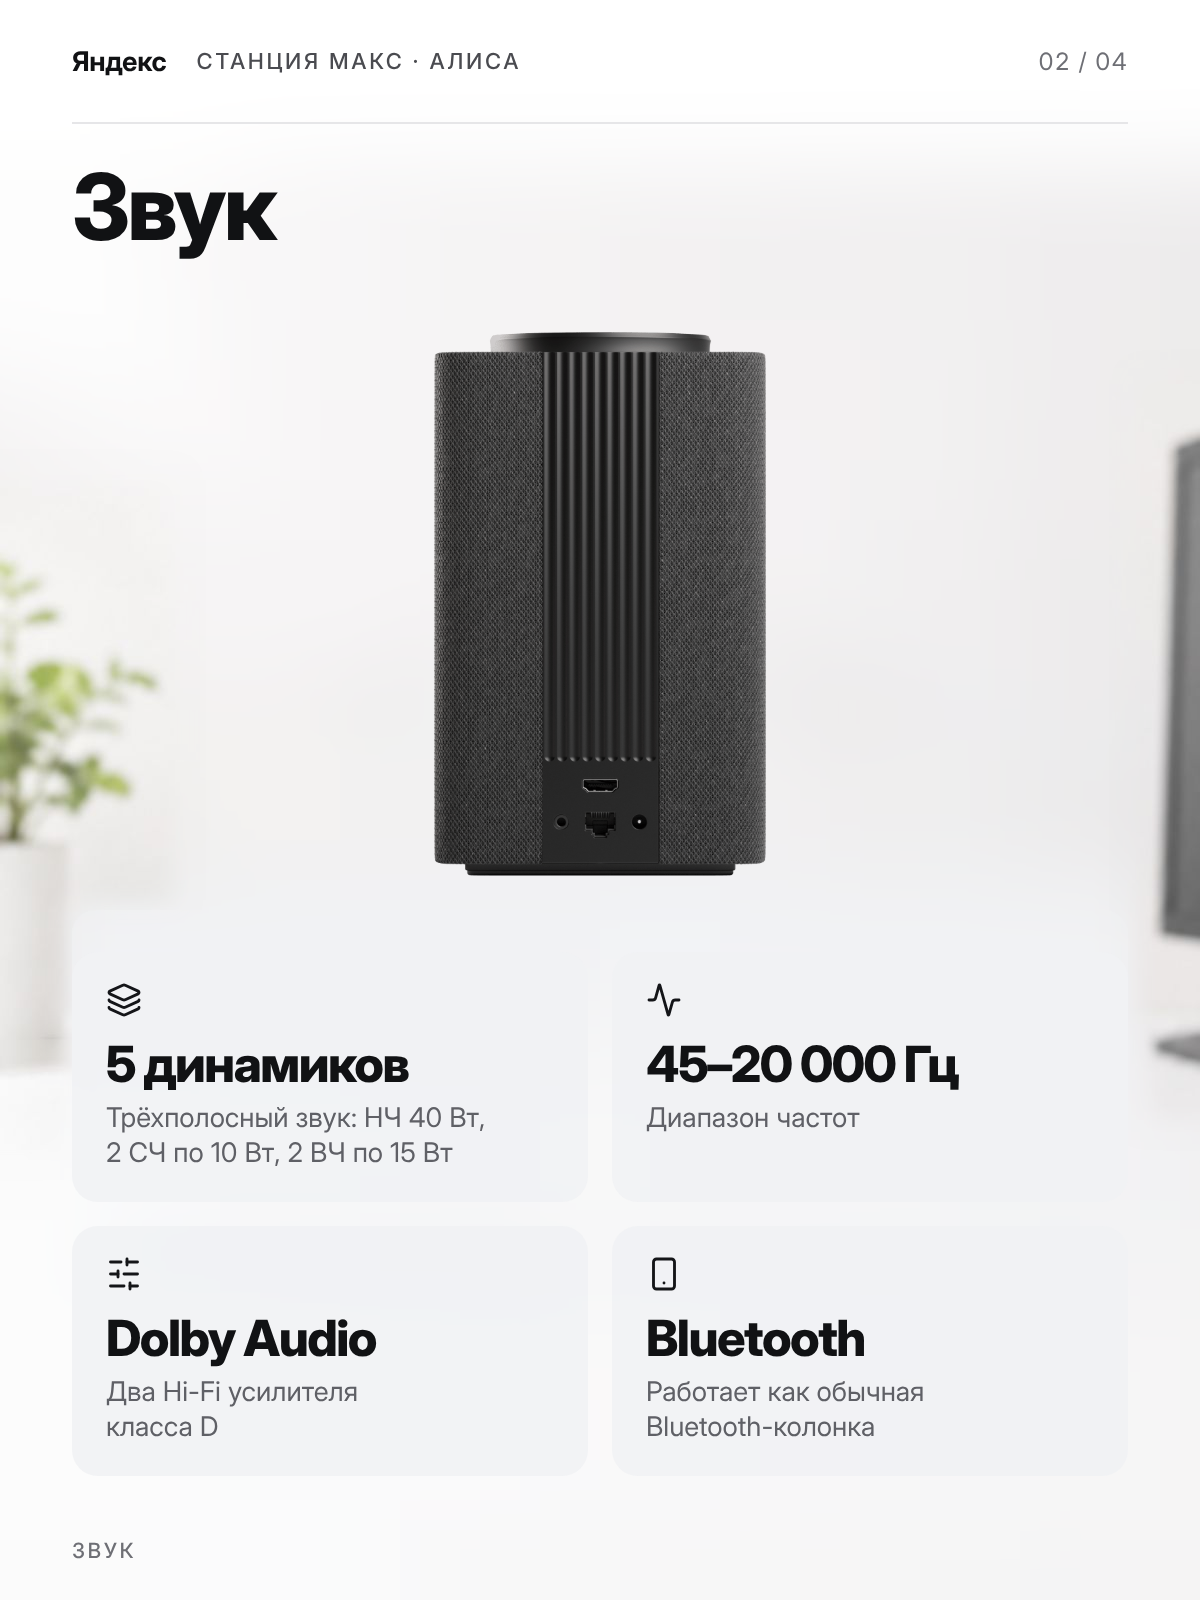 Яндекс СТАНЦИЯ МАКС · АЛИСА 02 / 04
Звук
5 динамиков
Трёхполосный звук: НЧ 40 Вт,
2 СЧ по 10 Вт, 2 ВЧ по 15 Вт
45–20 000 Гц
Диапазон частот
Dolby Audio
Два Hi-Fi усилителя
класса D
Bluetooth
Работает как обычная
Bluetooth-колонка
ЗВУК